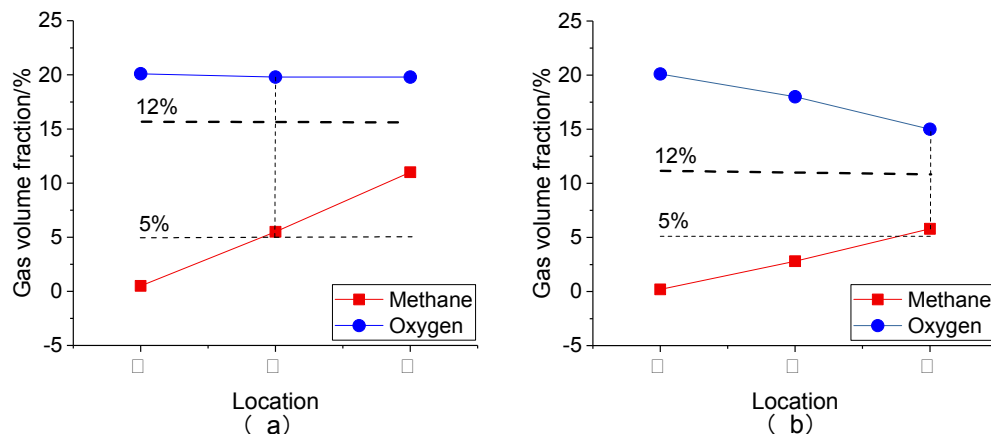 25
20
15
10
5
0
-5
Gas volume fraction/%
12%
5%
Methane
Oxygen
□ □ □
Location
( a)
25
20
15
10
5
0
-5
Gas volume fraction/%
12%
5%
Methane
Oxygen
□ □ □
Location
( b)